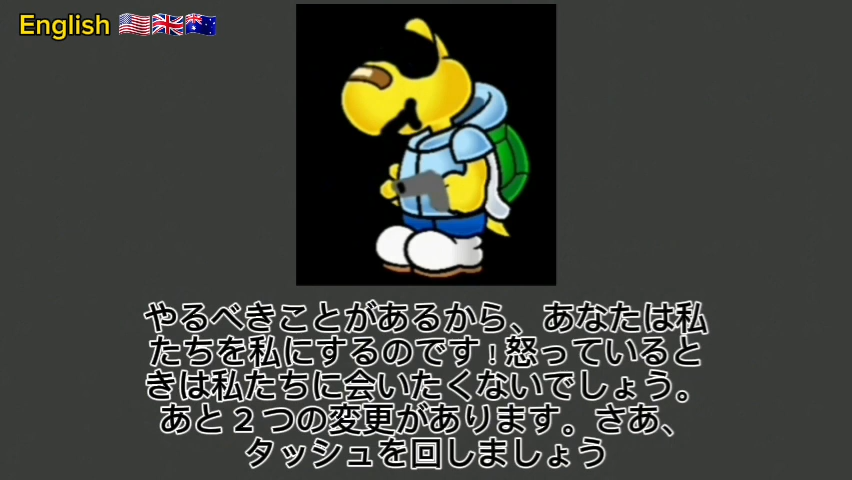 English 🇺🇸🇬🇧🇦🇺
やるべきことがあるから、あなたは私
たちを私にするのです!怒っていると
きは私たちに会いたくないでしょう。
あと2つの変更があります。さあ、
タッシュを回しましょう